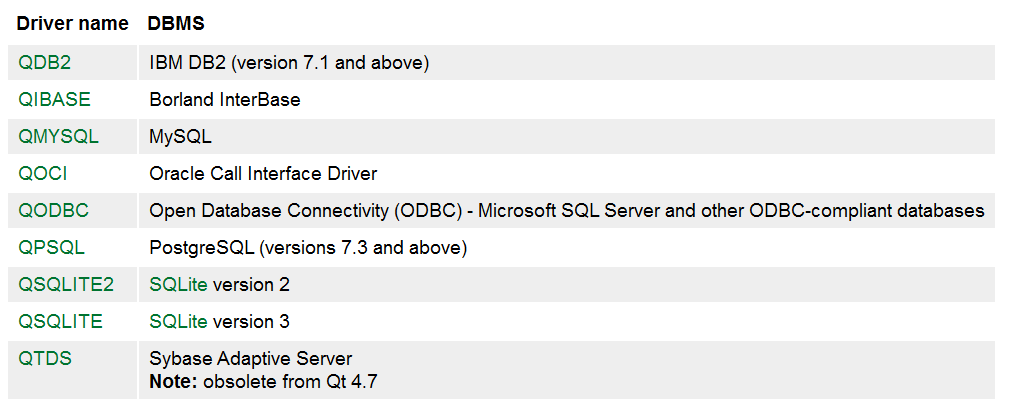 Driver name DBMS
QDB2 IBM DB2 (version 7.1 and above)
QIBASE Borland InterBase
QMYSQL MySQL
QOCI Oracle Call Interface Driver
QODBC Open Database Connectivity (ODBC) - Microsoft SQL Server and other ODBC-compliant databases
QPSQL PostgreSQL (versions 7.3 and above)
QSQLITE2 SQLite version 2
QSQLITE SQLite version 3
QTDS Sybase Adaptive Server
Note: obsolete from Qt 4.7